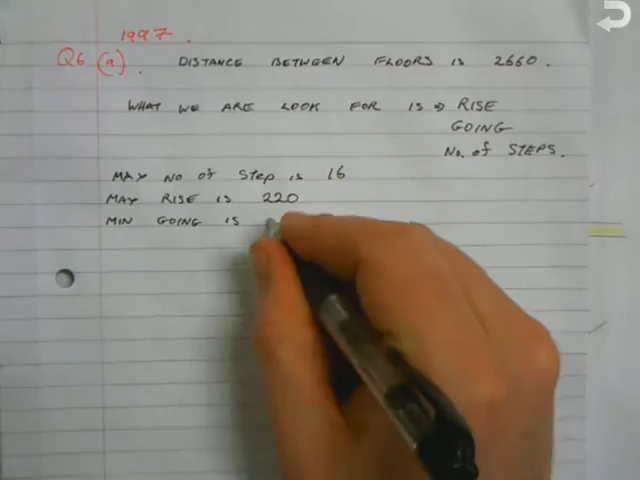 1997.
Q6 (a). DISTANCE BETWEEN FLOORS IS 2660.
WHAT WE ARE LOOK FOR IS → RISE
GOING
No. of STEPS.
MAX NO of Step is 16
MAX RISE IS 220
MIN GOING IS